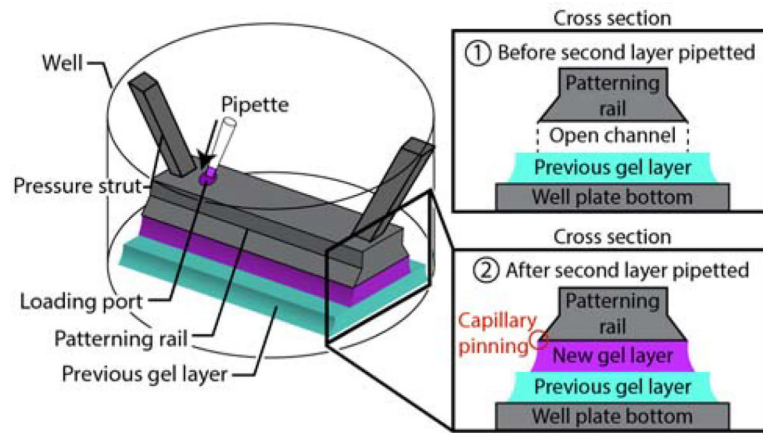 Well
Pipette
Pressure strut
Loading port
Patterning rail
Previous gel layer
Cross section
1 Before second layer pipetted
Patterning
rail
Open channel
Previous gel layer
Well plate bottom
Cross section
2 After second layer pipetted
Patterning
rail
Capillary
pinning
New gel layer
Previous gel layer
Well plate bottom